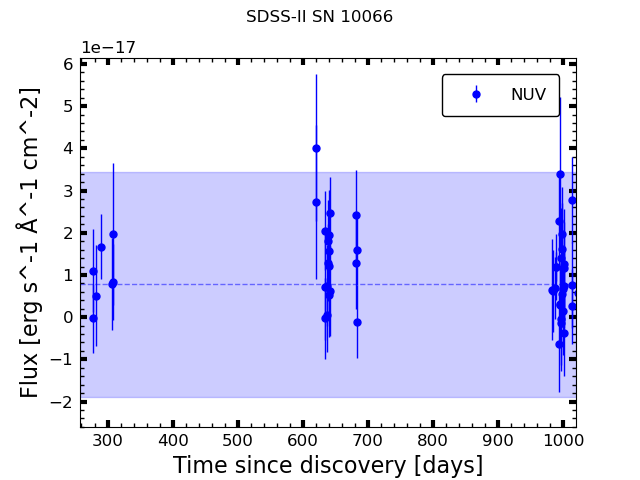 SDSS-II SN 10066
1e−17
NUV
6
5
4
3
2
1
0
−1
−2
Flux [erg s^-1 Å^-1 cm^-2]
300 400 500 600 700 800 900 1000
Time since discovery [days]